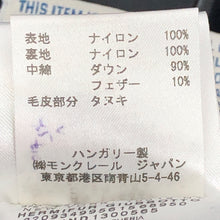 THIS ITEM
表地 ナイロン 100%
裏地 ナイロン 100%
中綿 ダウン 90%
フェザー 10%
毛皮部分 タヌキ
ハンガリー製
㈱モンクレール ジャパン
東京都港区南青山5-4-46